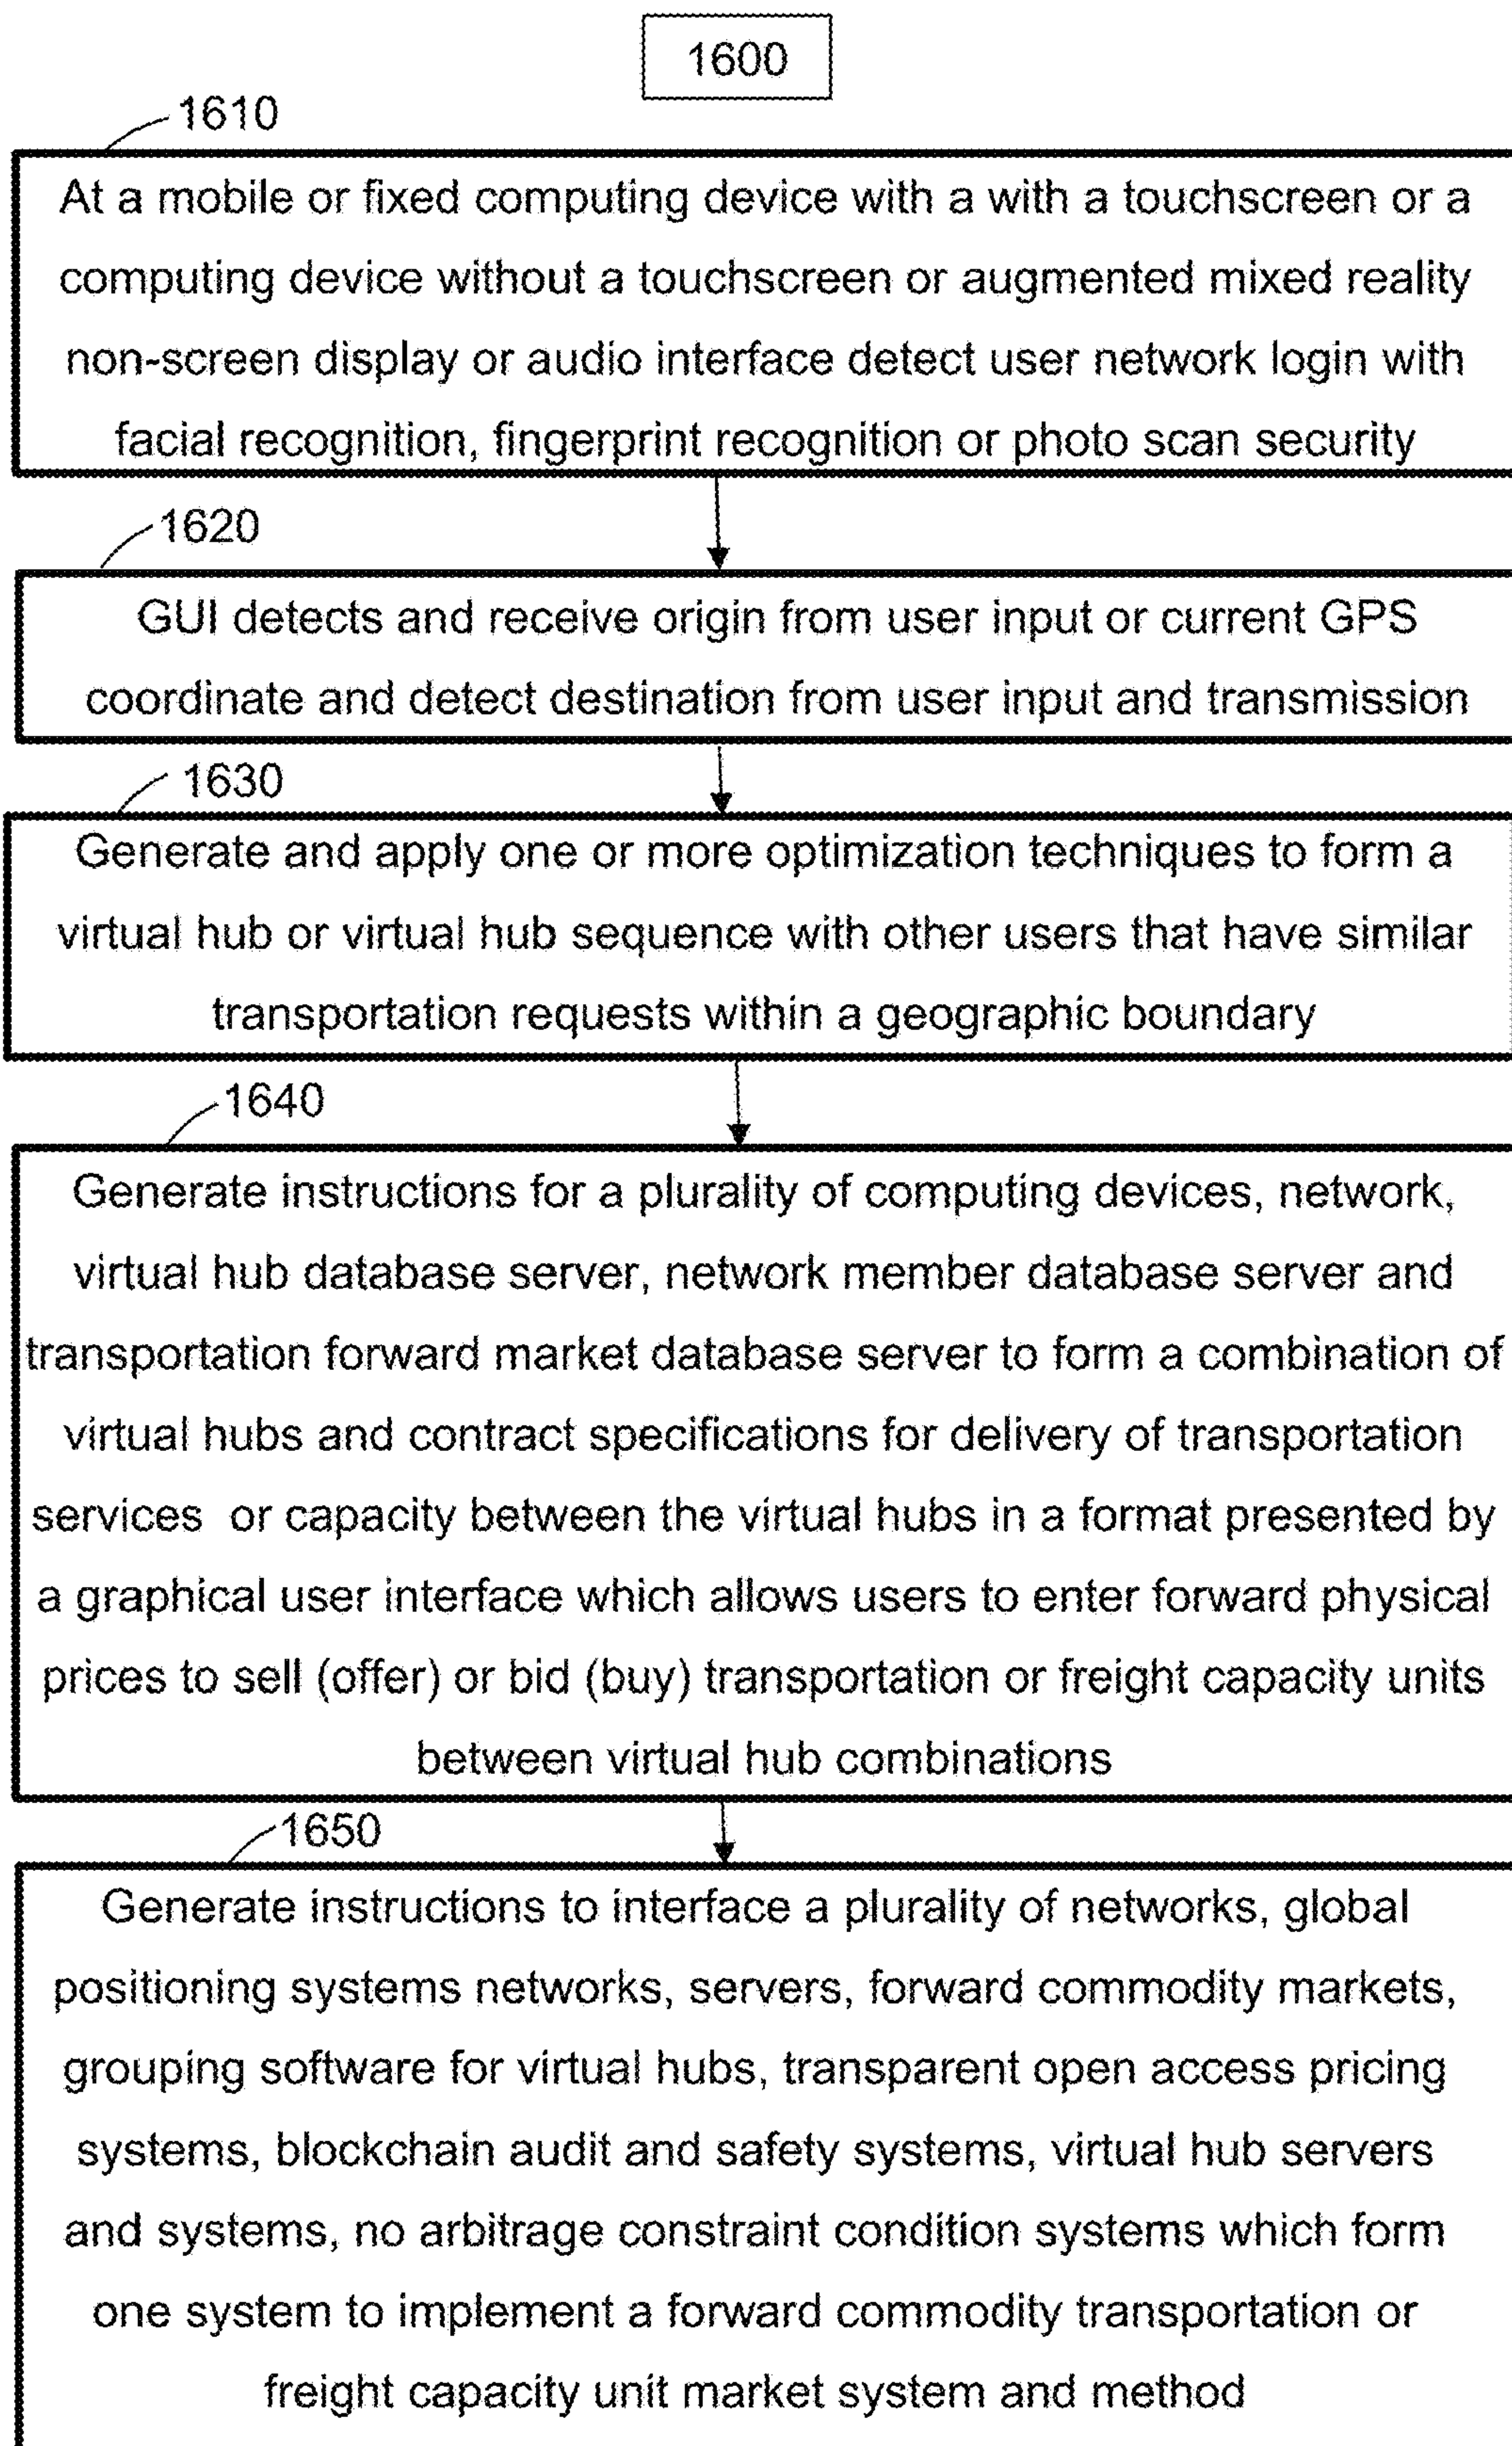 1600
1610
At a mobile or fixed computing device with a with a touchscreen or a
computing device without a touchscreen or augmented mixed reality
non-screen display or audio interface detect user network login with
facial recognition, fingerprint recognition or photo scan security
1620
GUI detects and receive origin from user input or current GPS
coordinate and detect destination from user input and transmission
1630
Generate and apply one or more optimization techniques to form a
virtual hub or virtual hub sequence with other users that have similar
transportation requests within a geographic boundary
1640
Generate instructions for a plurality of computing devices, network,
virtual hub database server, network member database server and
transportation forward market database server to form a combination of
virtual hubs and contract specifications for delivery of transportation
services or capacity between the virtual hubs in a format presented by
a graphical user interface which allows users to enter forward physical
prices to sell (offer) or bid (buy) transportation or freight capacity units
between virtual hub combinations
1650
Generate instructions to interface a plurality of networks, global
positioning systems networks, servers, forward commodity markets,
grouping software for virtual hubs, transparent open access pricing
systems, blockchain audit and safety systems, virtual hub servers
and systems, no arbitrage constraint condition systems which form
one system to implement a forward commodity transportation or
freight capacity unit market system and method